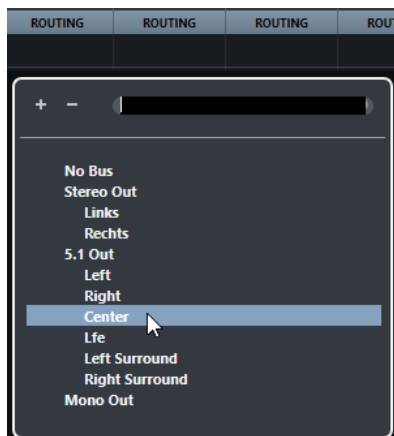 ROUTING ROUTING ROUTING ROU
No Bus
Stereo Out
Links
Rechts
5.1 Out
Left
Right
Center
Lfe
Left Surround
Right Surround
Mono Out